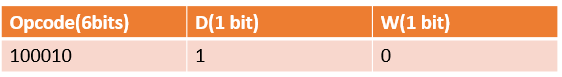 Opcode(6bits) D(1 bit) W(1 bit)
100010 1 0